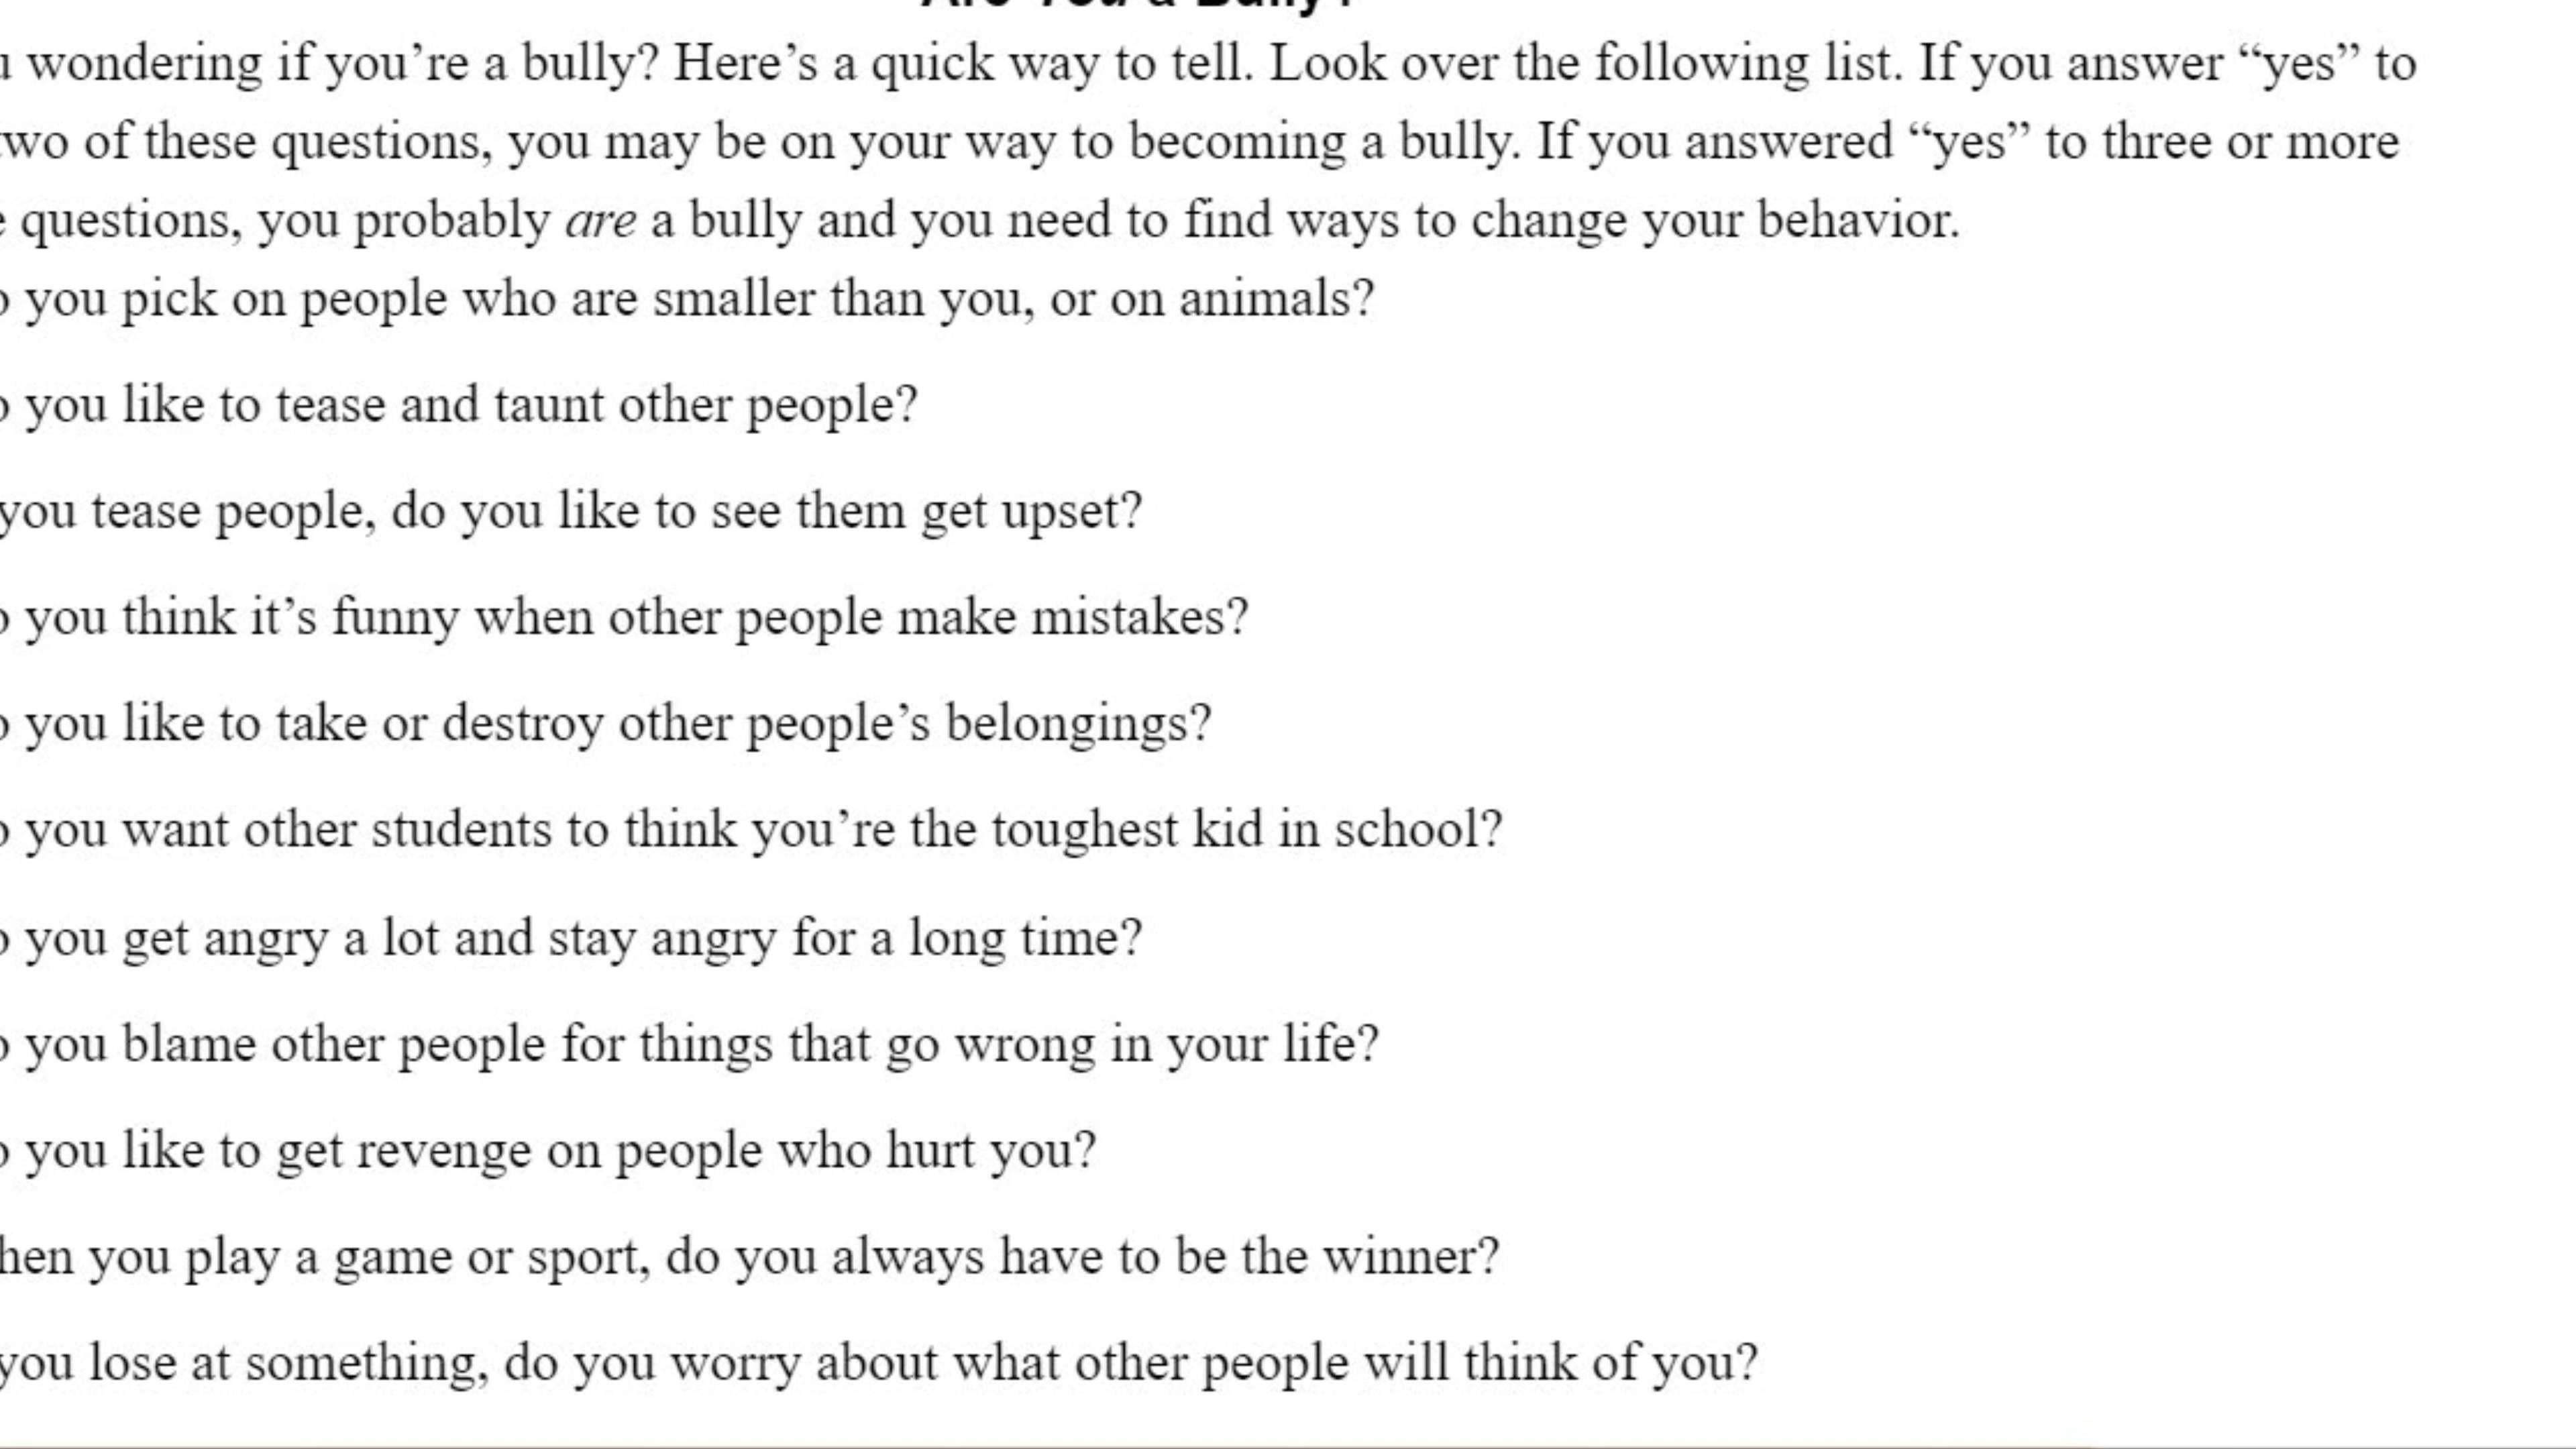 Are You a Bully?
wondering if you’re a bully? Here’s a quick way to tell. Look over the following list. If you answer “yes” to
two of these questions, you may be on your way to becoming a bully. If you answered “yes” to three or more
questions, you probably are a bully and you need to find ways to change your behavior.
you pick on people who are smaller than you, or on animals?
you like to tease and taunt other people?
you tease people, do you like to see them get upset?
you think it’s funny when other people make mistakes?
you like to take or destroy other people’s belongings?
you want other students to think you’re the toughest kid in school?
you get angry a lot and stay angry for a long time?
you blame other people for things that go wrong in your life?
you like to get revenge on people who hurt you?
hen you play a game or sport, do you always have to be the winner?
you lose at something, do you worry about what other people will think of you?